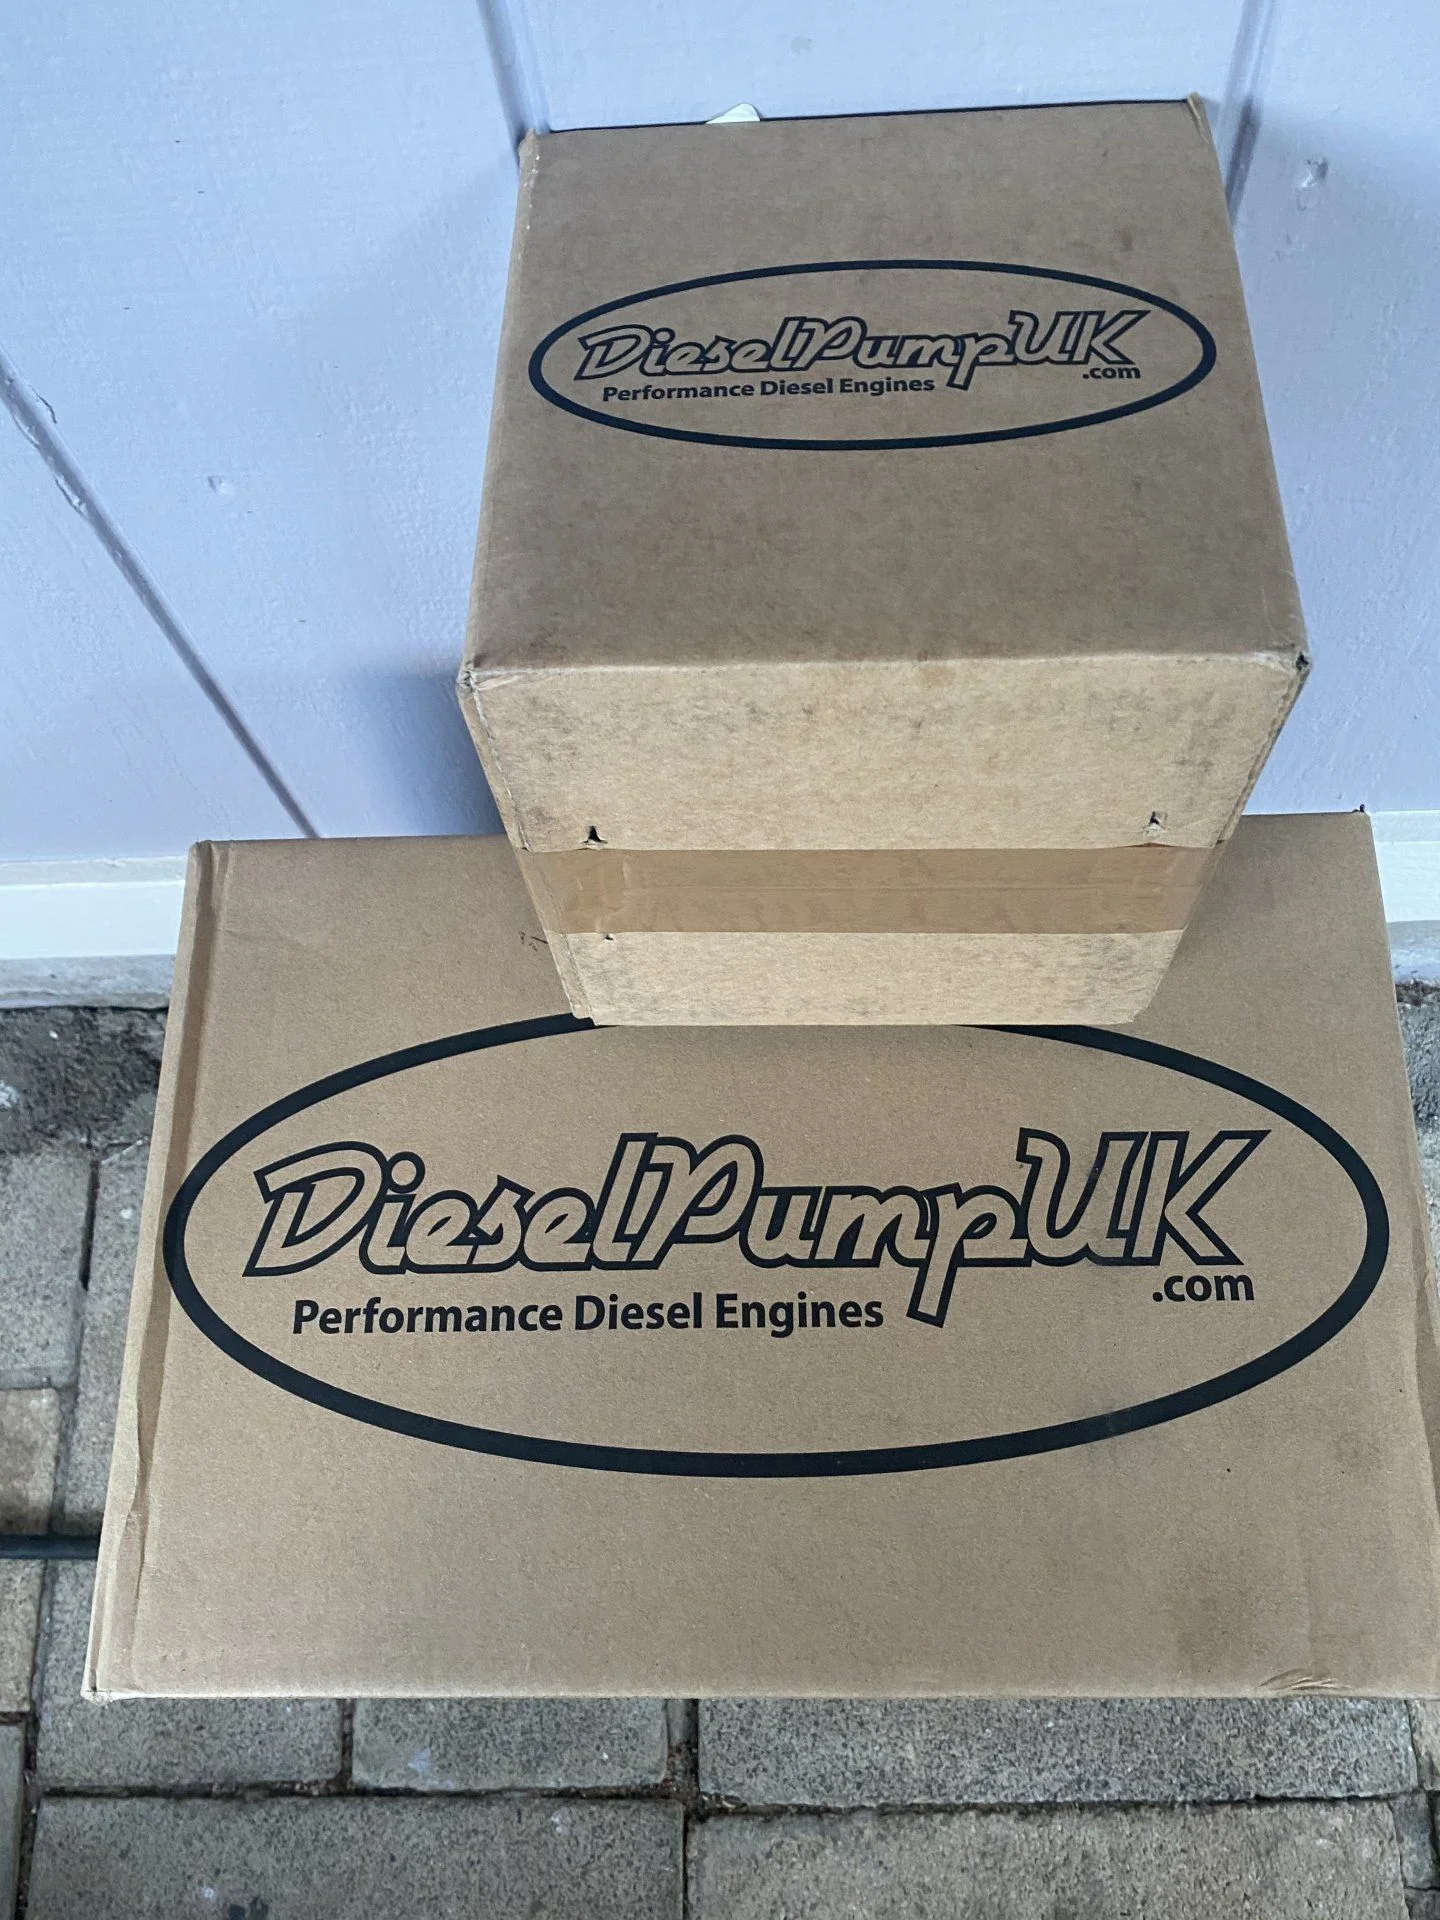 DieselPumpUK
.com
Performance Diesel Engines
DieselPumpUK
.com
Performance Diesel Engines